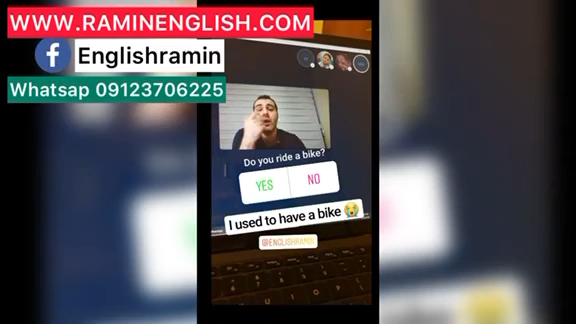 WWW.RAMINENGLISH.COM
f Englishramin
Whatsap 09123706225
Do you ride a bike?
YES NO
I used to have a bike 😭
@ENGLISHRAMIN